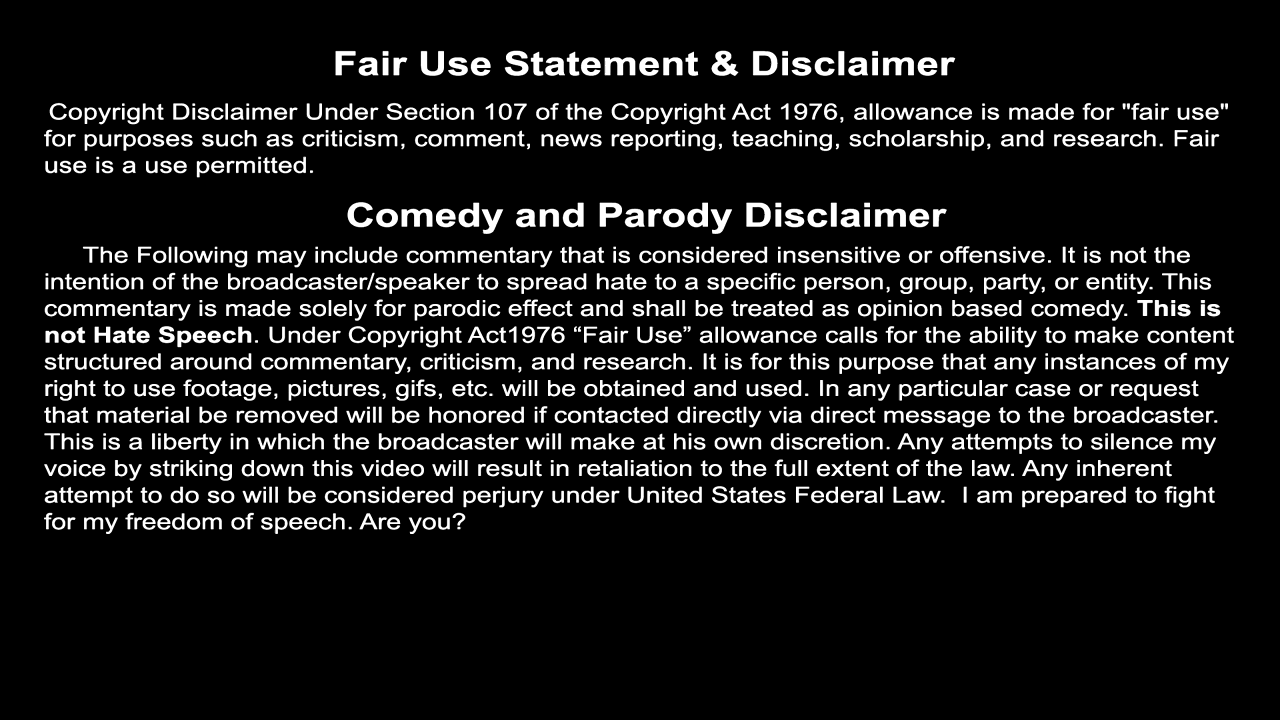 Fair Use Statement & Disclaimer
Copyright Disclaimer Under Section 107 of the Copyright Act 1976, allowance is made for "fair use"
for purposes such as criticism, comment, news reporting, teaching, scholarship, and research. Fair
use is a use permitted.
Comedy and Parody Disclaimer
The Following may include commentary that is considered insensitive or offensive. It is not the
intention of the broadcaster/speaker to spread hate to a specific person, group, party, or entity. This
commentary is made solely for parodic effect and shall be treated as opinion based comedy. This is
not Hate Speech. Under Copyright Act1976 “Fair Use” allowance calls for the ability to make content
structured around commentary, criticism, and research. It is for this purpose that any instances of my
right to use footage, pictures, gifs, etc. will be obtained and used. In any particular case or request
that material be removed will be honored if contacted directly via direct message to the broadcaster.
This is a liberty in which the broadcaster will make at his own discretion. Any attempts to silence my
voice by striking down this video will result in retaliation to the full extent of the law. Any inherent
attempt to do so will be considered perjury under United States Federal Law.  I am prepared to fight
for my freedom of speech. Are you?